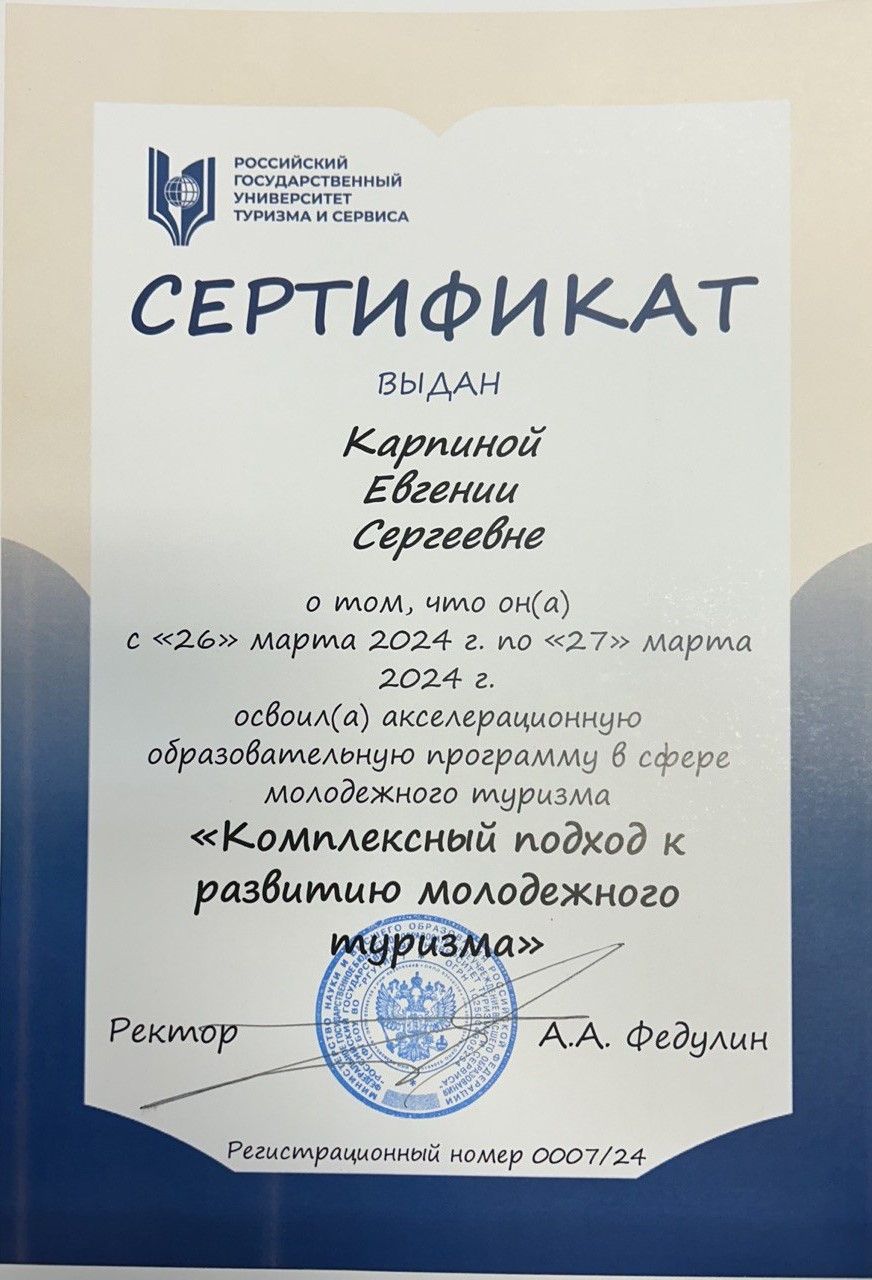 РОССИЙСКИЙ
ГОСУДАРСТВЕННЫЙ
УНИВЕРСИТЕТ
ТУРИЗМА И СЕРВИСА
СЕРТИФИКАТ
ВЫДАН
Карпиной
Евгении
Сергеевне
о том, что он(а)
с «26» марта 2024 г. по «27» марта
2024 г.
освоил(а) акселерационную
образовательную программу в сфере
молодежного туризма
«Комплексный подход к
развитию молодежного
туризма»
Ректор
А.А. Федулин
Регистрационный номер 0007/24